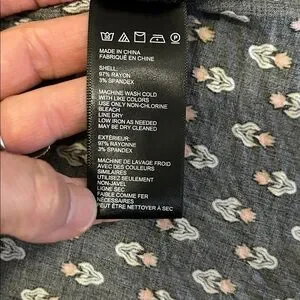 MADE IN CHINA
FABRIQUÉ EN CHINE
SHELL:
97% RAYON
3% SPANDEX
MACHINE WASH COLD
WITH LIKE COLORS
USE ONLY NON-CHLORINE
BLEACH
LINE DRY
LOW IRON AS NEEDED
MAY BE DRY CLEANED
EXTÉRIEUR:
97% RAYONNE
3% SPANDEX
MACHINE DE LAVAGE FROID
AVEC DES COULEURS
SIMILAIRES
UTILISEZ SEULEMENT
NON-JAVEL
LIGNE SEC
FAIBLE COMME FER
NÉCESSAIRES
PEUT ÊTRE NETTOYER À SEC